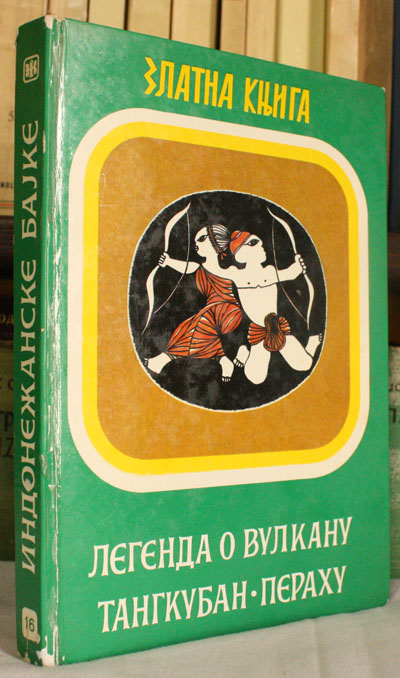 ЗЛАТНА КЊИГА
ЛЕГЕНДА О ВУЛКАНУ
ТАНГКУБАН·ПЕРАХУ
ИНДОНЕЖАНСКЕ БАЈКЕ
16